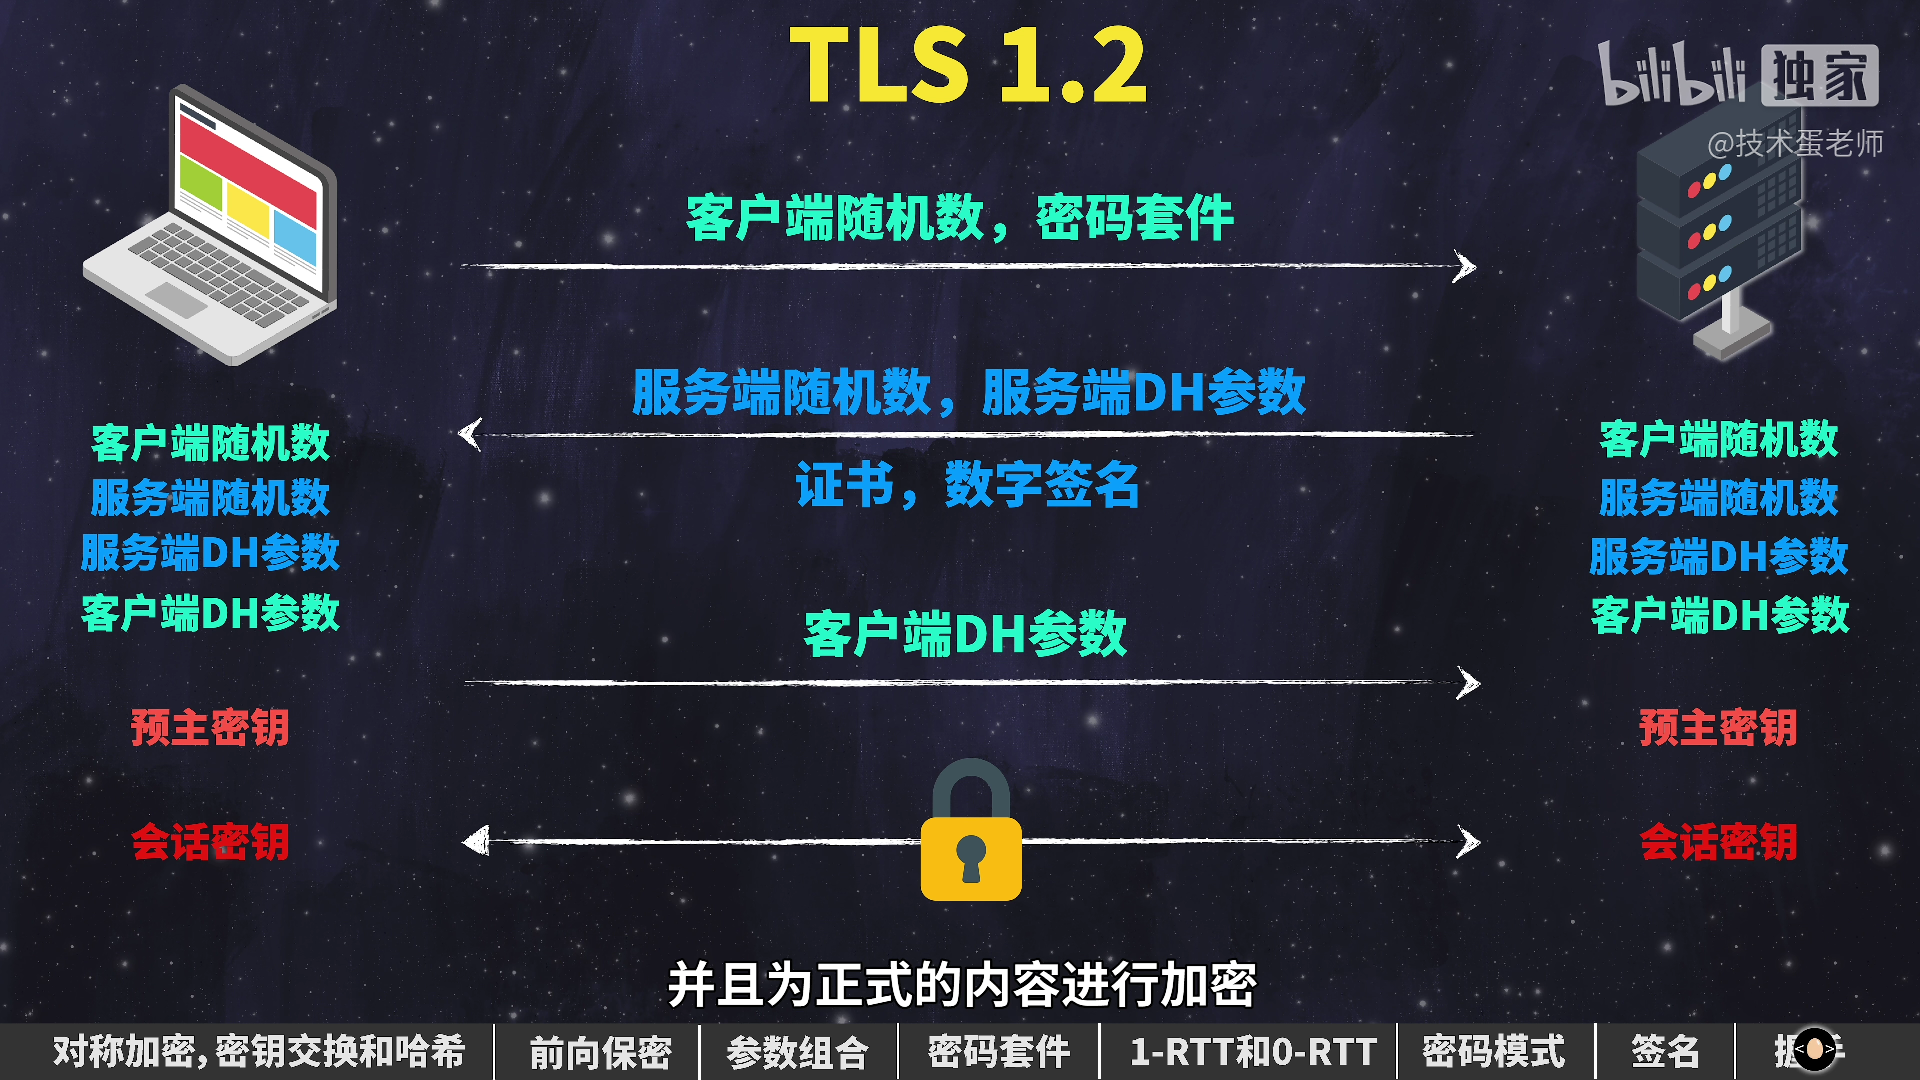 TLS 1.2
bilibili 独家
@技术蛋老师
客户端随机数，密码套件
服务端随机数，服务端DH参数
证书，数字签名
客户端随机数
服务端随机数
服务端DH参数
客户端DH参数
客户端随机数
服务端随机数
服务端DH参数
客户端DH参数
客户端DH参数
预主密钥
预主密钥
会话密钥
会话密钥
并且为正式的内容进行加密
对称加密,密钥交换和哈希
前向保密
参数组合
密码套件
1-RTT和0-RTT
密码模式
签名